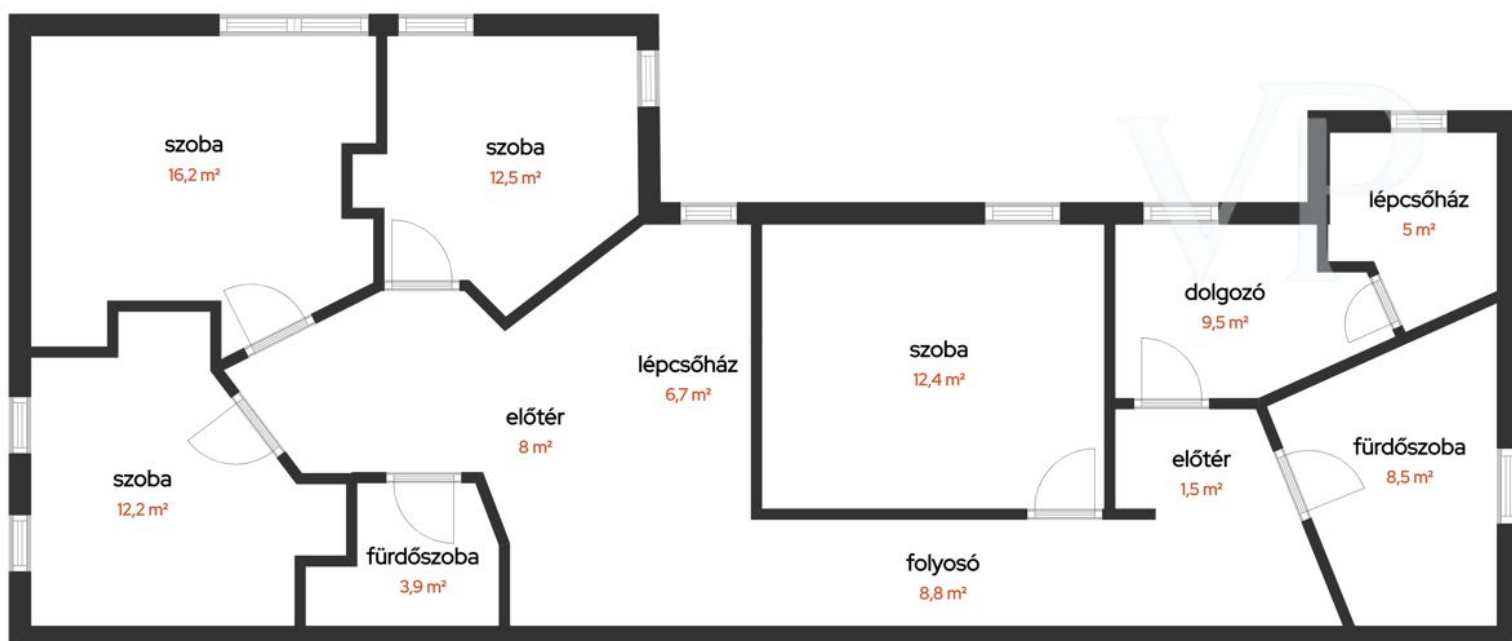 szoba
16,2 m²
szoba
12,5 m²
lépcsőház
5 m²
dolgozó
9,5 m²
szoba
12,4 m²
lépcsőház
6,7 m²
előtér
8 m²
szoba
12,2 m²
fürdőszoba
3,9 m²
előtér
1,5 m²
fürdőszoba
8,5 m²
folyosó
8,8 m²
VP